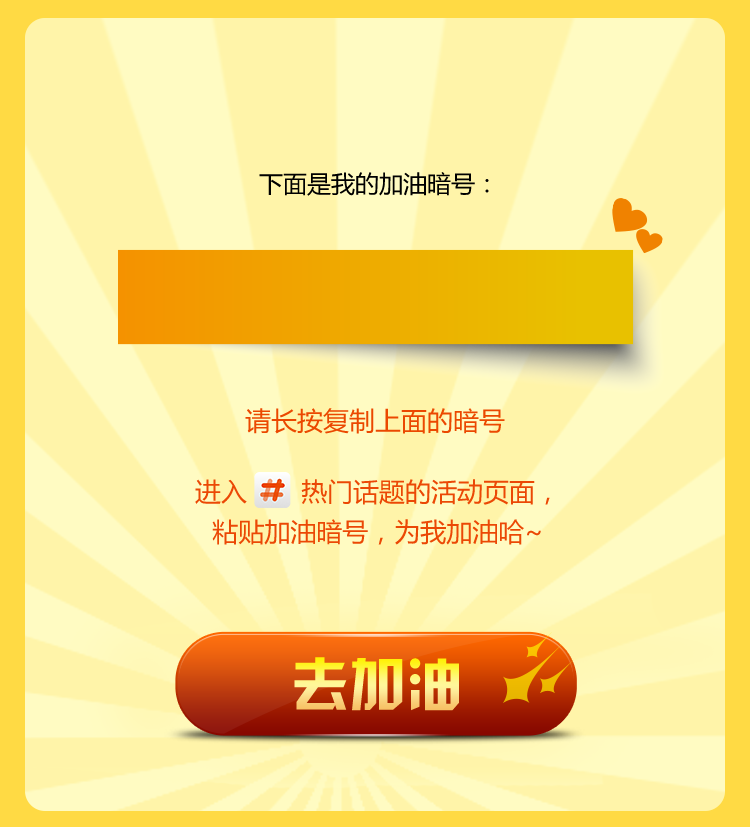 下面是我的加油暗号：
请长按复制上面的暗号
进入 # 热门话题的活动页面，
粘贴加油暗号，为我加油哈~
去加油